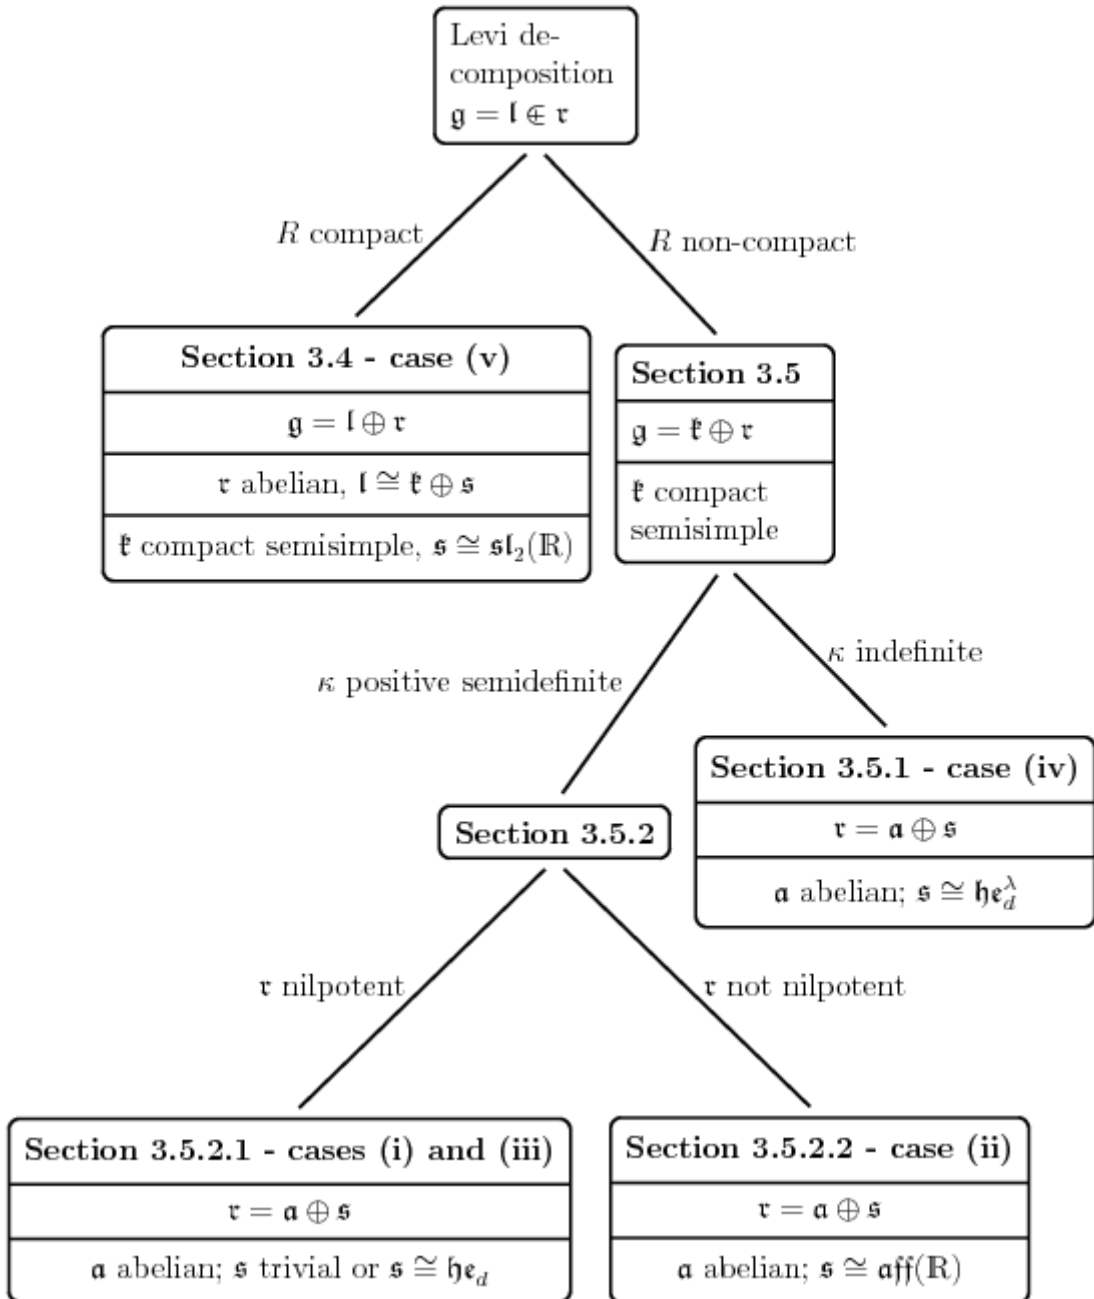 Levi de-
composition
𝔤 = 𝔩 ⋲ 𝔯
R compact
R non-compact
Section 3.4 - case (v)
𝔤 = 𝔩 ⊕ 𝔯
𝔯 abelian, 𝔩 ≅ 𝔨 ⊕ 𝔰
𝔨 compact semisimple, 𝔰 ≅ 𝔰𝔩₂(ℝ)
Section 3.5
𝔤 = 𝔨 ⊕ 𝔯
𝔨 compact
semisimple
κ positive semidefinite
κ indefinite
Section 3.5.2
Section 3.5.1 - case (iv)
𝔯 = 𝔞 ⊕ 𝔰
𝔞 abelian; 𝔰 ≅ 𝔥𝔢_d^λ
𝔯 nilpotent
𝔯 not nilpotent
Section 3.5.2.1 - cases (i) and (iii)
𝔯 = 𝔞 ⊕ 𝔰
𝔞 abelian; 𝔰 trivial or 𝔰 ≅ 𝔥𝔢_d
Section 3.5.2.2 - case (ii)
𝔯 = 𝔞 ⊕ 𝔰
𝔞 abelian; 𝔰 ≅ 𝔞𝔣𝔣(ℝ)